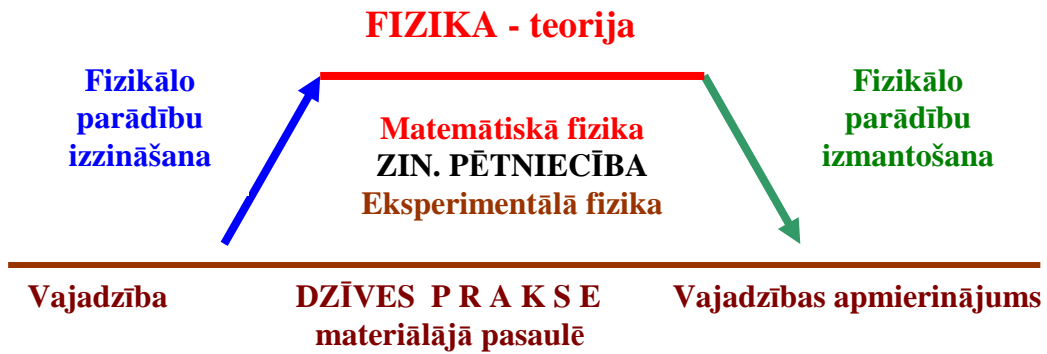 FIZIKA - teorija
Fizikālo
parādību
izzināšana
Matemātiskā fizika
ZIN. PĒTNIECĪBA
Eksperimentālā fizika
Fizikālo
parādību
izmantošana
Vajadzība
DZĪVES P R A K S E
materiālājā pasaulē
Vajadzības apmierinājums